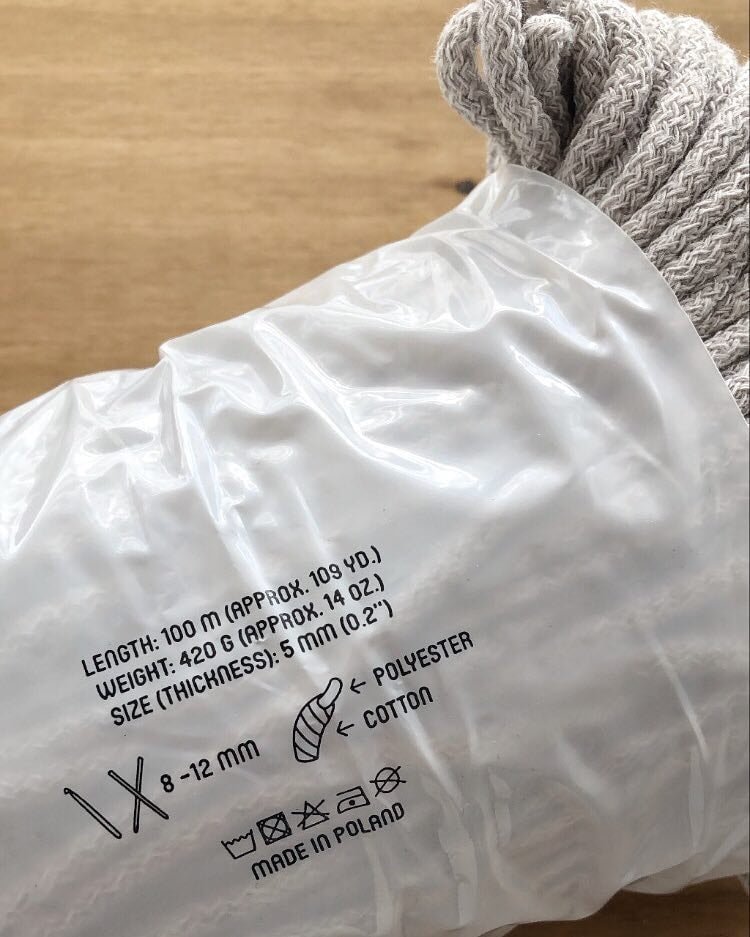 LENGTH: 100 M (APPROX. 109 YD.)
WEIGHT: 420 G (APPROX. 14 OZ.)
SIZE (THICKNESS): 5 MM (0.2")
← POLYESTER
← COTTON
8-12 MM
MADE IN POLAND